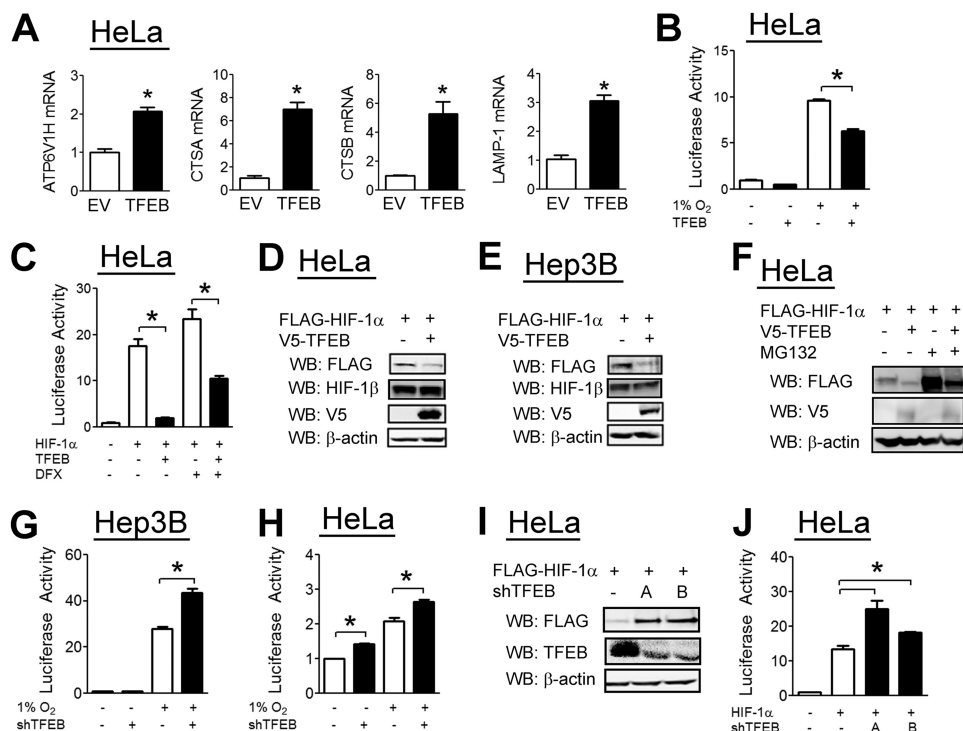 A
HeLa
ATP6V1H mRNA
3
2
1
0
*
EV TFEB
CTSA mRNA
10
8
6
4
2
0
*
EV TFEB
CTSB mRNA
8
6
4
2
0
*
EV TFEB
LAMP-1 mRNA
4
3
2
1
0
*
EV TFEB
B
HeLa
Luciferase Activity
15
10
5
0
*
1% O2 - - + +
TFEB - + - +
C
HeLa
Luciferase Activity
30
20
10
0
* *
HIF-1α - + + + +
TFEB - - + - +
DFX - - - + +
D
HeLa
FLAG-HIF-1α + +
V5-TFEB - +
WB: FLAG
WB: HIF-1β
WB: V5
WB: β-actin
E
Hep3B
FLAG-HIF-1α + +
V5-TFEB - +
WB: FLAG
WB: HIF-1β
WB: V5
WB: β-actin
F
HeLa
FLAG-HIF-1α + + + +
V5-TFEB - + - +
MG132 - - + +
WB: FLAG
WB: V5
WB: β-actin
G
Hep3B
Luciferase Activity
60
40
20
0
*
1% O2 - - + +
shTFEB - + - +
H
HeLa
Luciferase Activity
4
3
2
1
0
* *
1% O2 - - + +
shTFEB - + - +
I
HeLa
FLAG-HIF-1α + + +
shTFEB - A B
WB: FLAG
WB: TFEB
WB: β-actin
J
HeLa
Luciferase Activity
40
30
20
10
0
*
HIF-1α - + + +
shTFEB - - A B